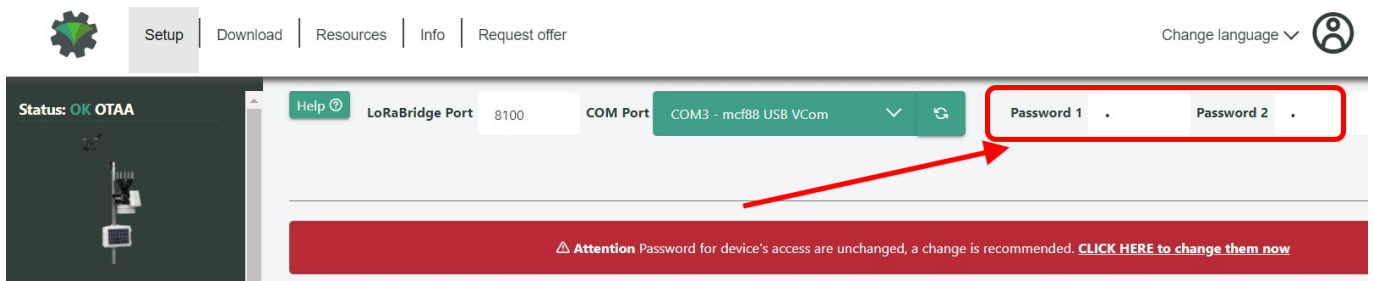 Setup
Download
Resources
Info
Request offer
Change language
Status: OK OTAA
Help
LoRaBridge Port
8100
COM Port
COM3 - mcf88 USB VCom
Password 1
.
Password 2
.
Attention Password for device's access are unchanged, a change is recommended. CLICK HERE to change them now